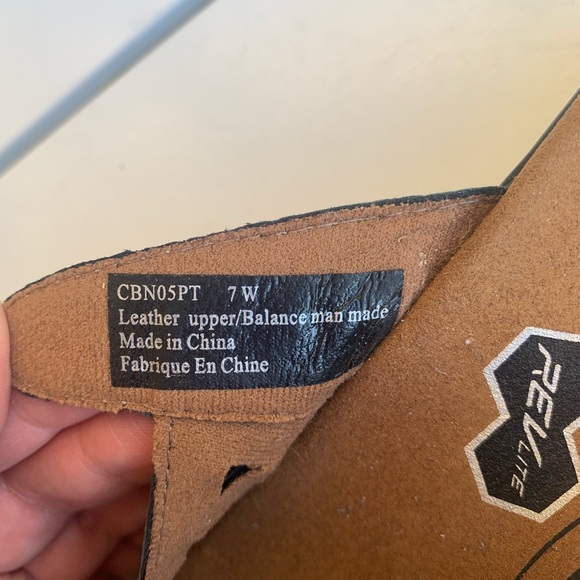 CBN05PT 7 W
Leather upper/Balance man made
Made in China
Fabrique En Chine
REV
LITE